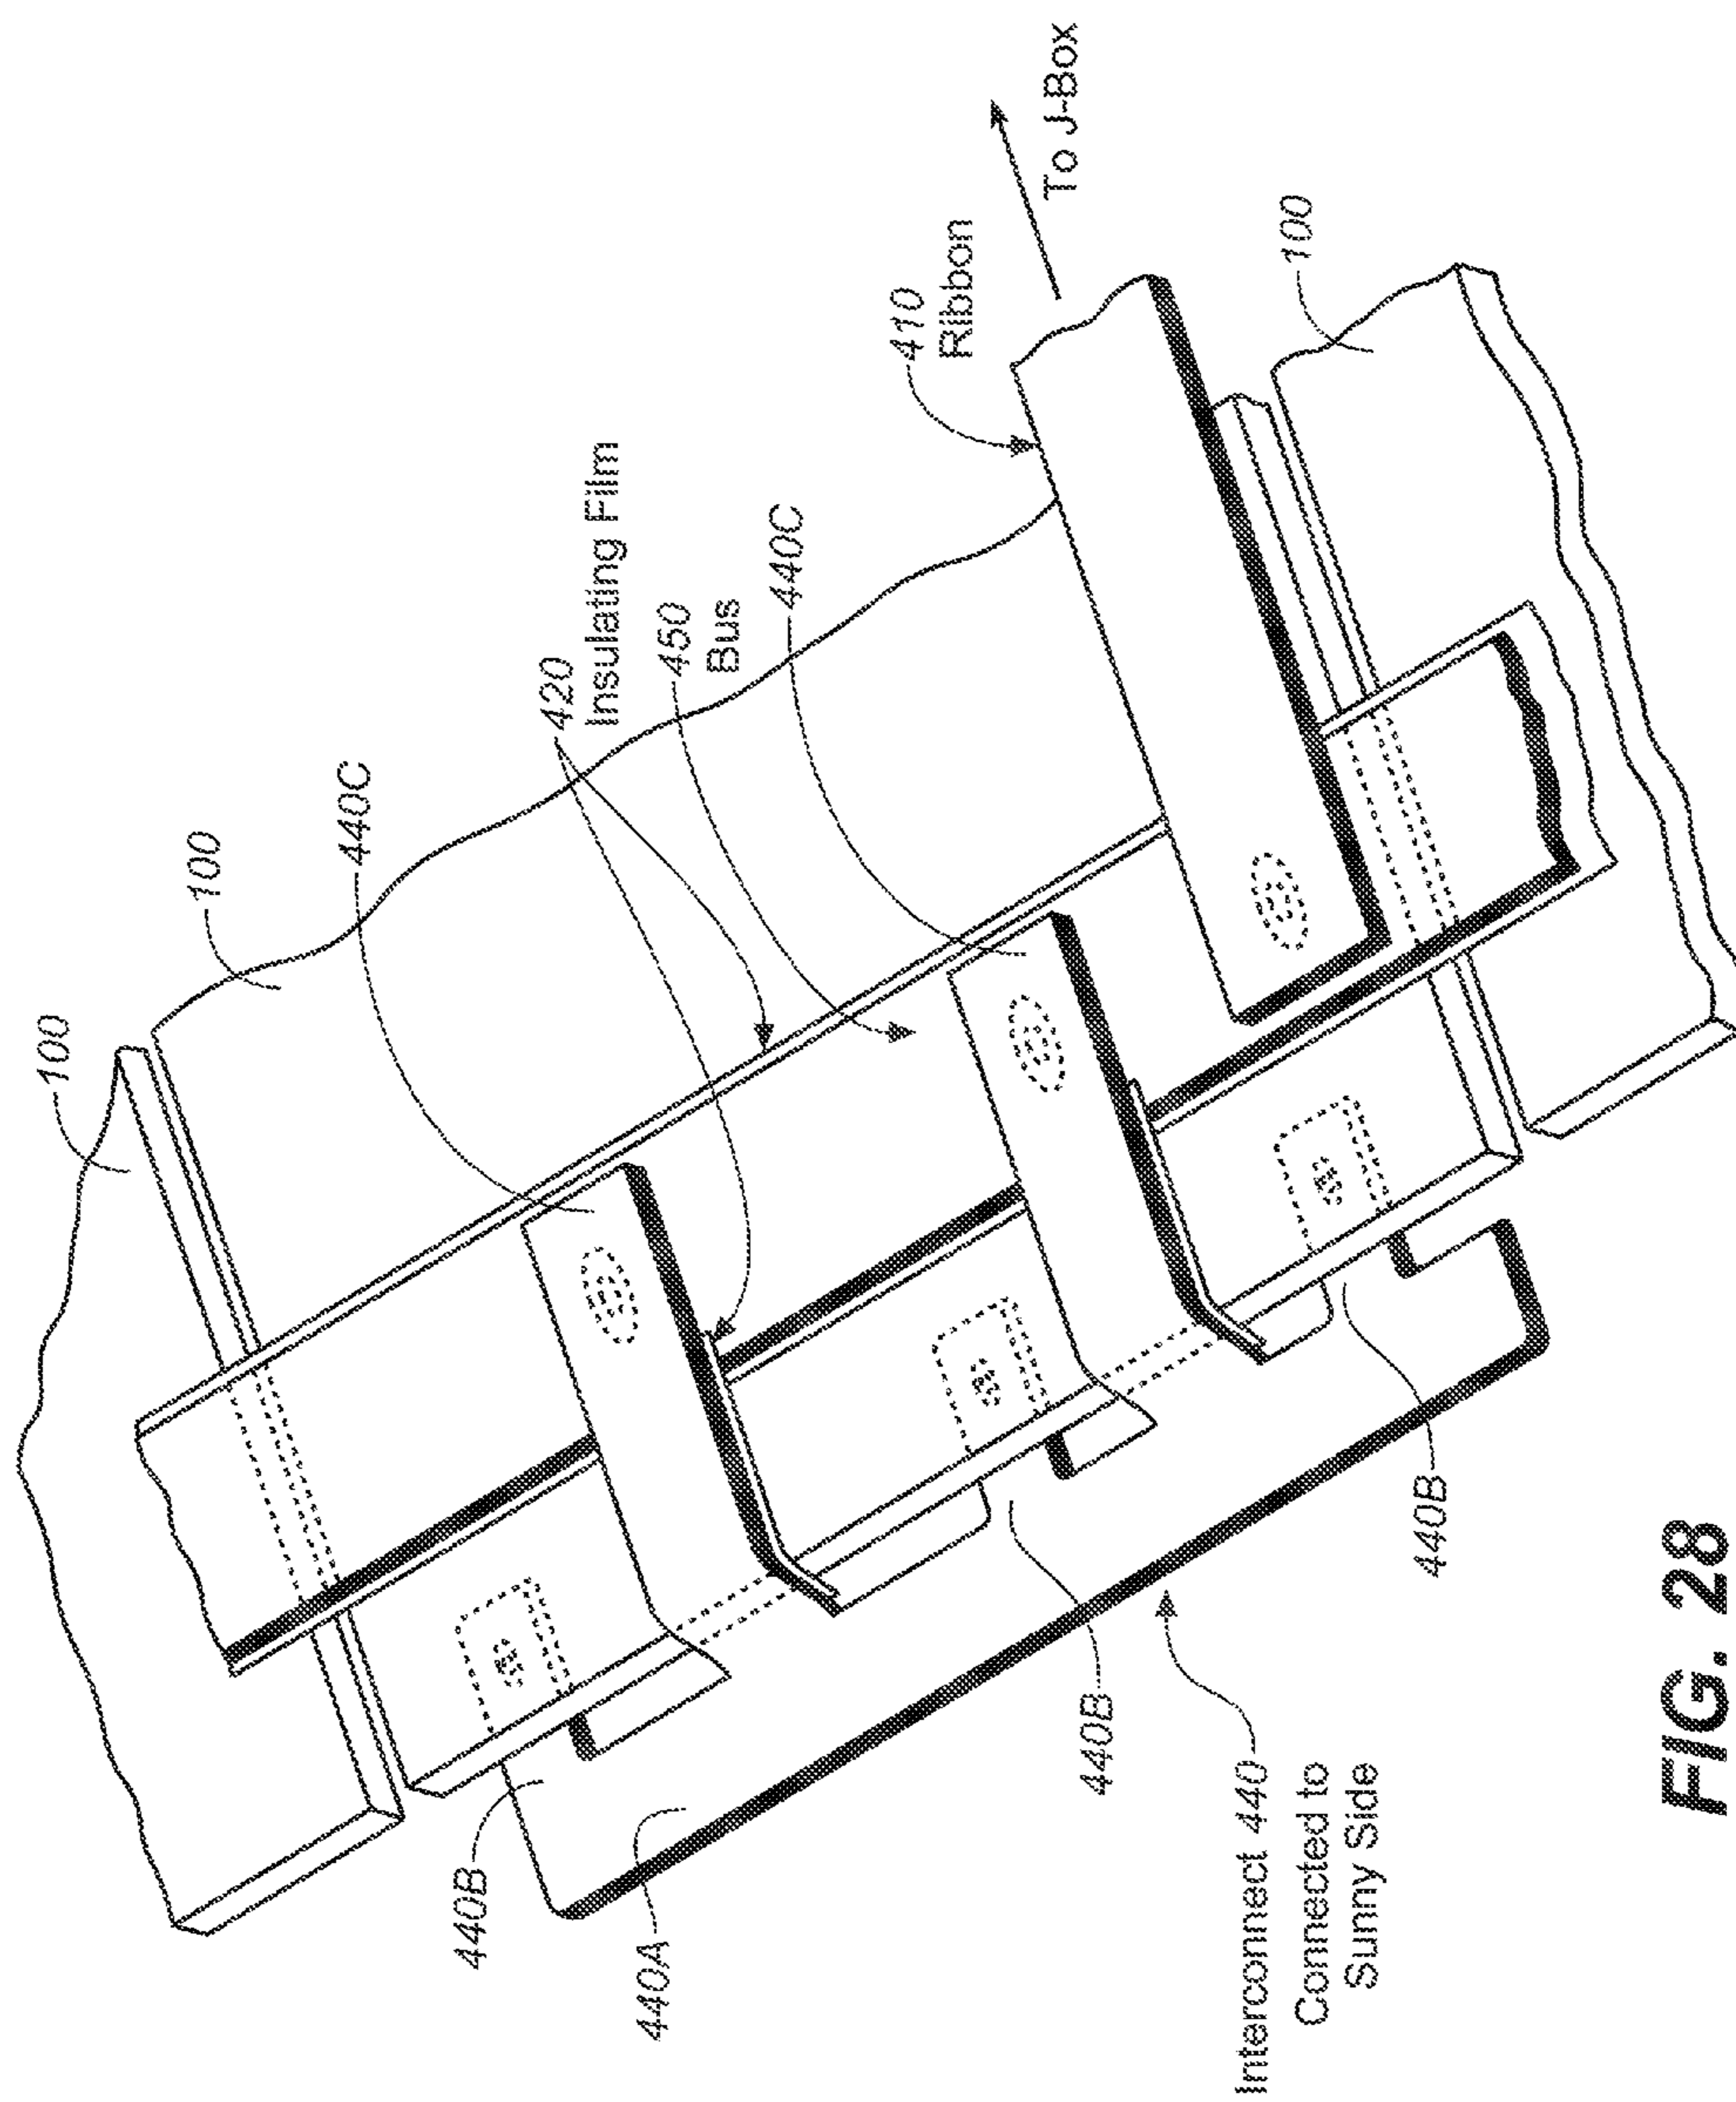 100
100
440C
420
Insulating Film
450
Bus
440C
410
Ribbon
To J-Box
100
440B
440A
440B
440B
Interconnect 440
Connected to
Sunny Side
FIG. 28